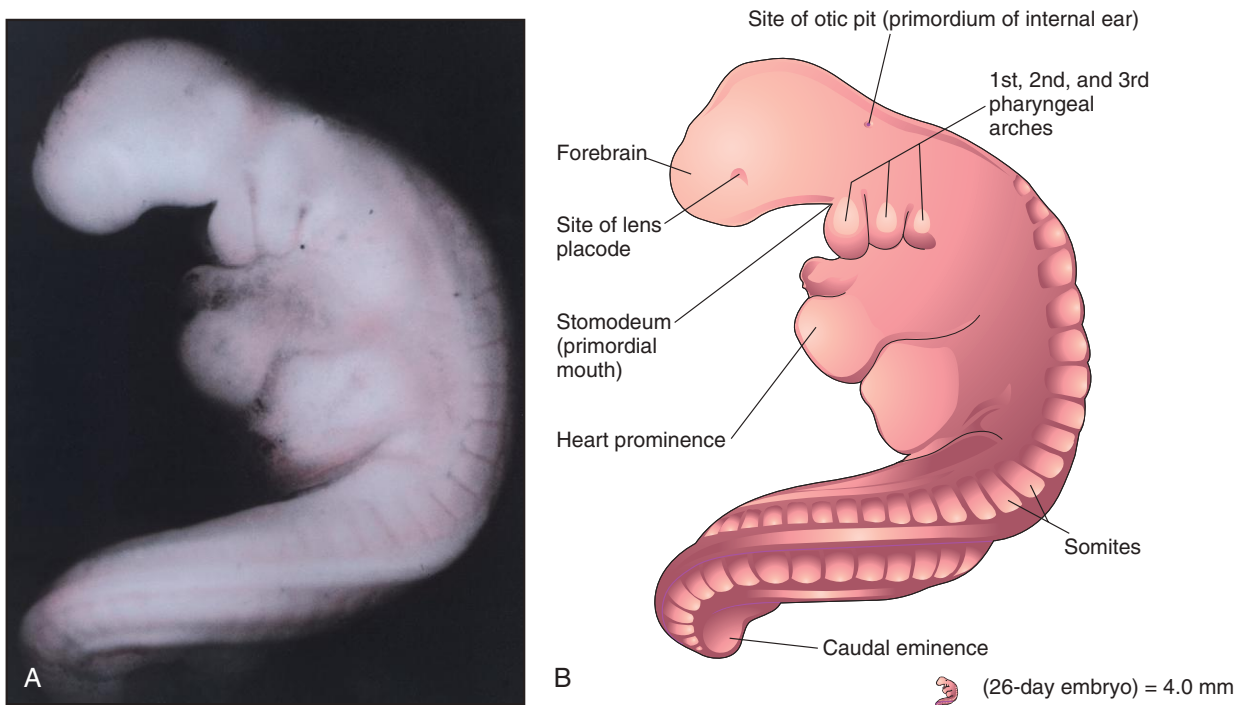 Site of otic pit (primordium of internal ear)
1st, 2nd, and 3rd
pharyngeal
arches
Forebrain
Site of lens
placode
Stomodeum
(primordial
mouth)
Heart prominence
Somites
Caudal eminence
A
B
(26-day embryo) = 4.0 mm